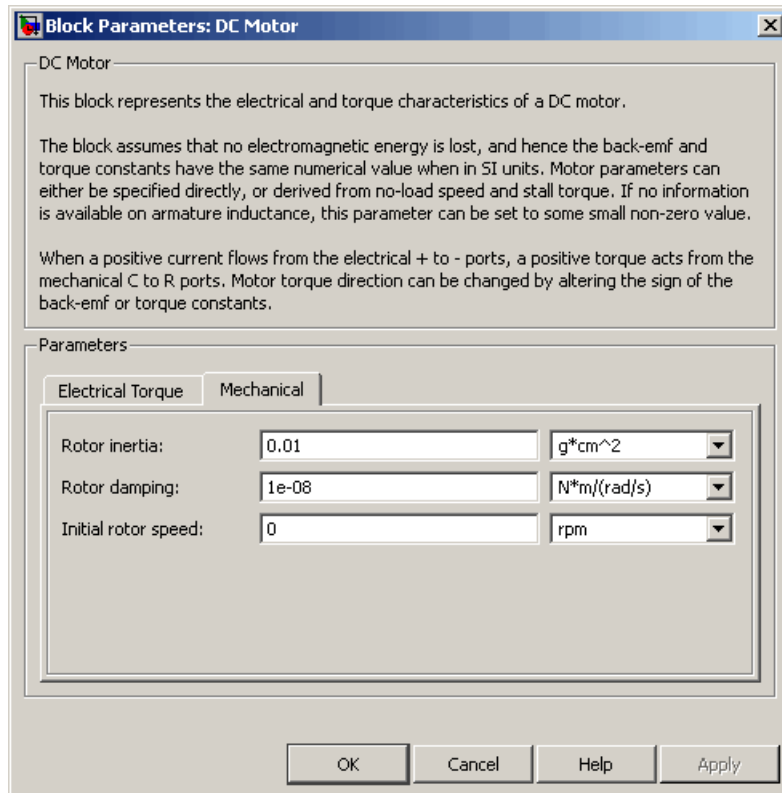 Block Parameters: DC Motor
DC Motor
This block represents the electrical and torque characteristics of a DC motor.
The block assumes that no electromagnetic energy is lost, and hence the back-emf and
torque constants have the same numerical value when in SI units. Motor parameters can
either be specified directly, or derived from no-load speed and stall torque. If no information
is available on armature inductance, this parameter can be set to some small non-zero value.
When a positive current flows from the electrical + to - ports, a positive torque acts from the
mechanical C to R ports. Motor torque direction can be changed by altering the sign of the
back-emf or torque constants.
Parameters
Electrical Torque Mechanical
Rotor inertia: 0.01 g*cm^2
Rotor damping: 1e-08 N*m/(rad/s)
Initial rotor speed: 0 rpm
OK Cancel Help Apply